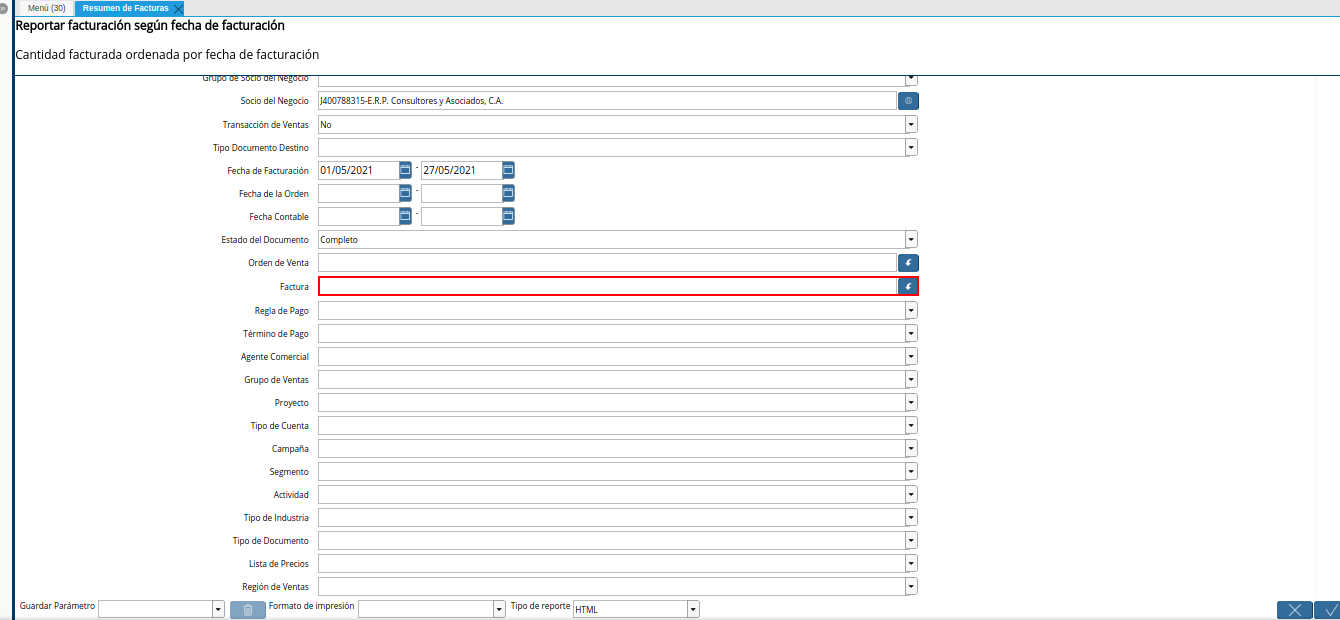 Menú (30) Resumen de Facturas
Reportar facturación según fecha de facturación
Cantidad facturada ordenada por fecha de facturación
Grupo de Socio del Negocio
Socio del Negocio J400788315-E.R.P. Consultores y Asociados, C.A.
Transacción de Ventas No
Tipo Documento Destino
Fecha de Facturación 01/05/2021 - 27/05/2021
Fecha de la Orden -
Fecha Contable -
Estado del Documento Completo
Orden de Venta
Factura
Regla de Pago
Término de Pago
Agente Comercial
Grupo de Ventas
Proyecto
Tipo de Cuenta
Campaña
Segmento
Actividad
Tipo de Industria
Tipo de Documento
Lista de Precios
Región de Ventas
Guardar Parámetro Formato de impresión Tipo de reporte HTML